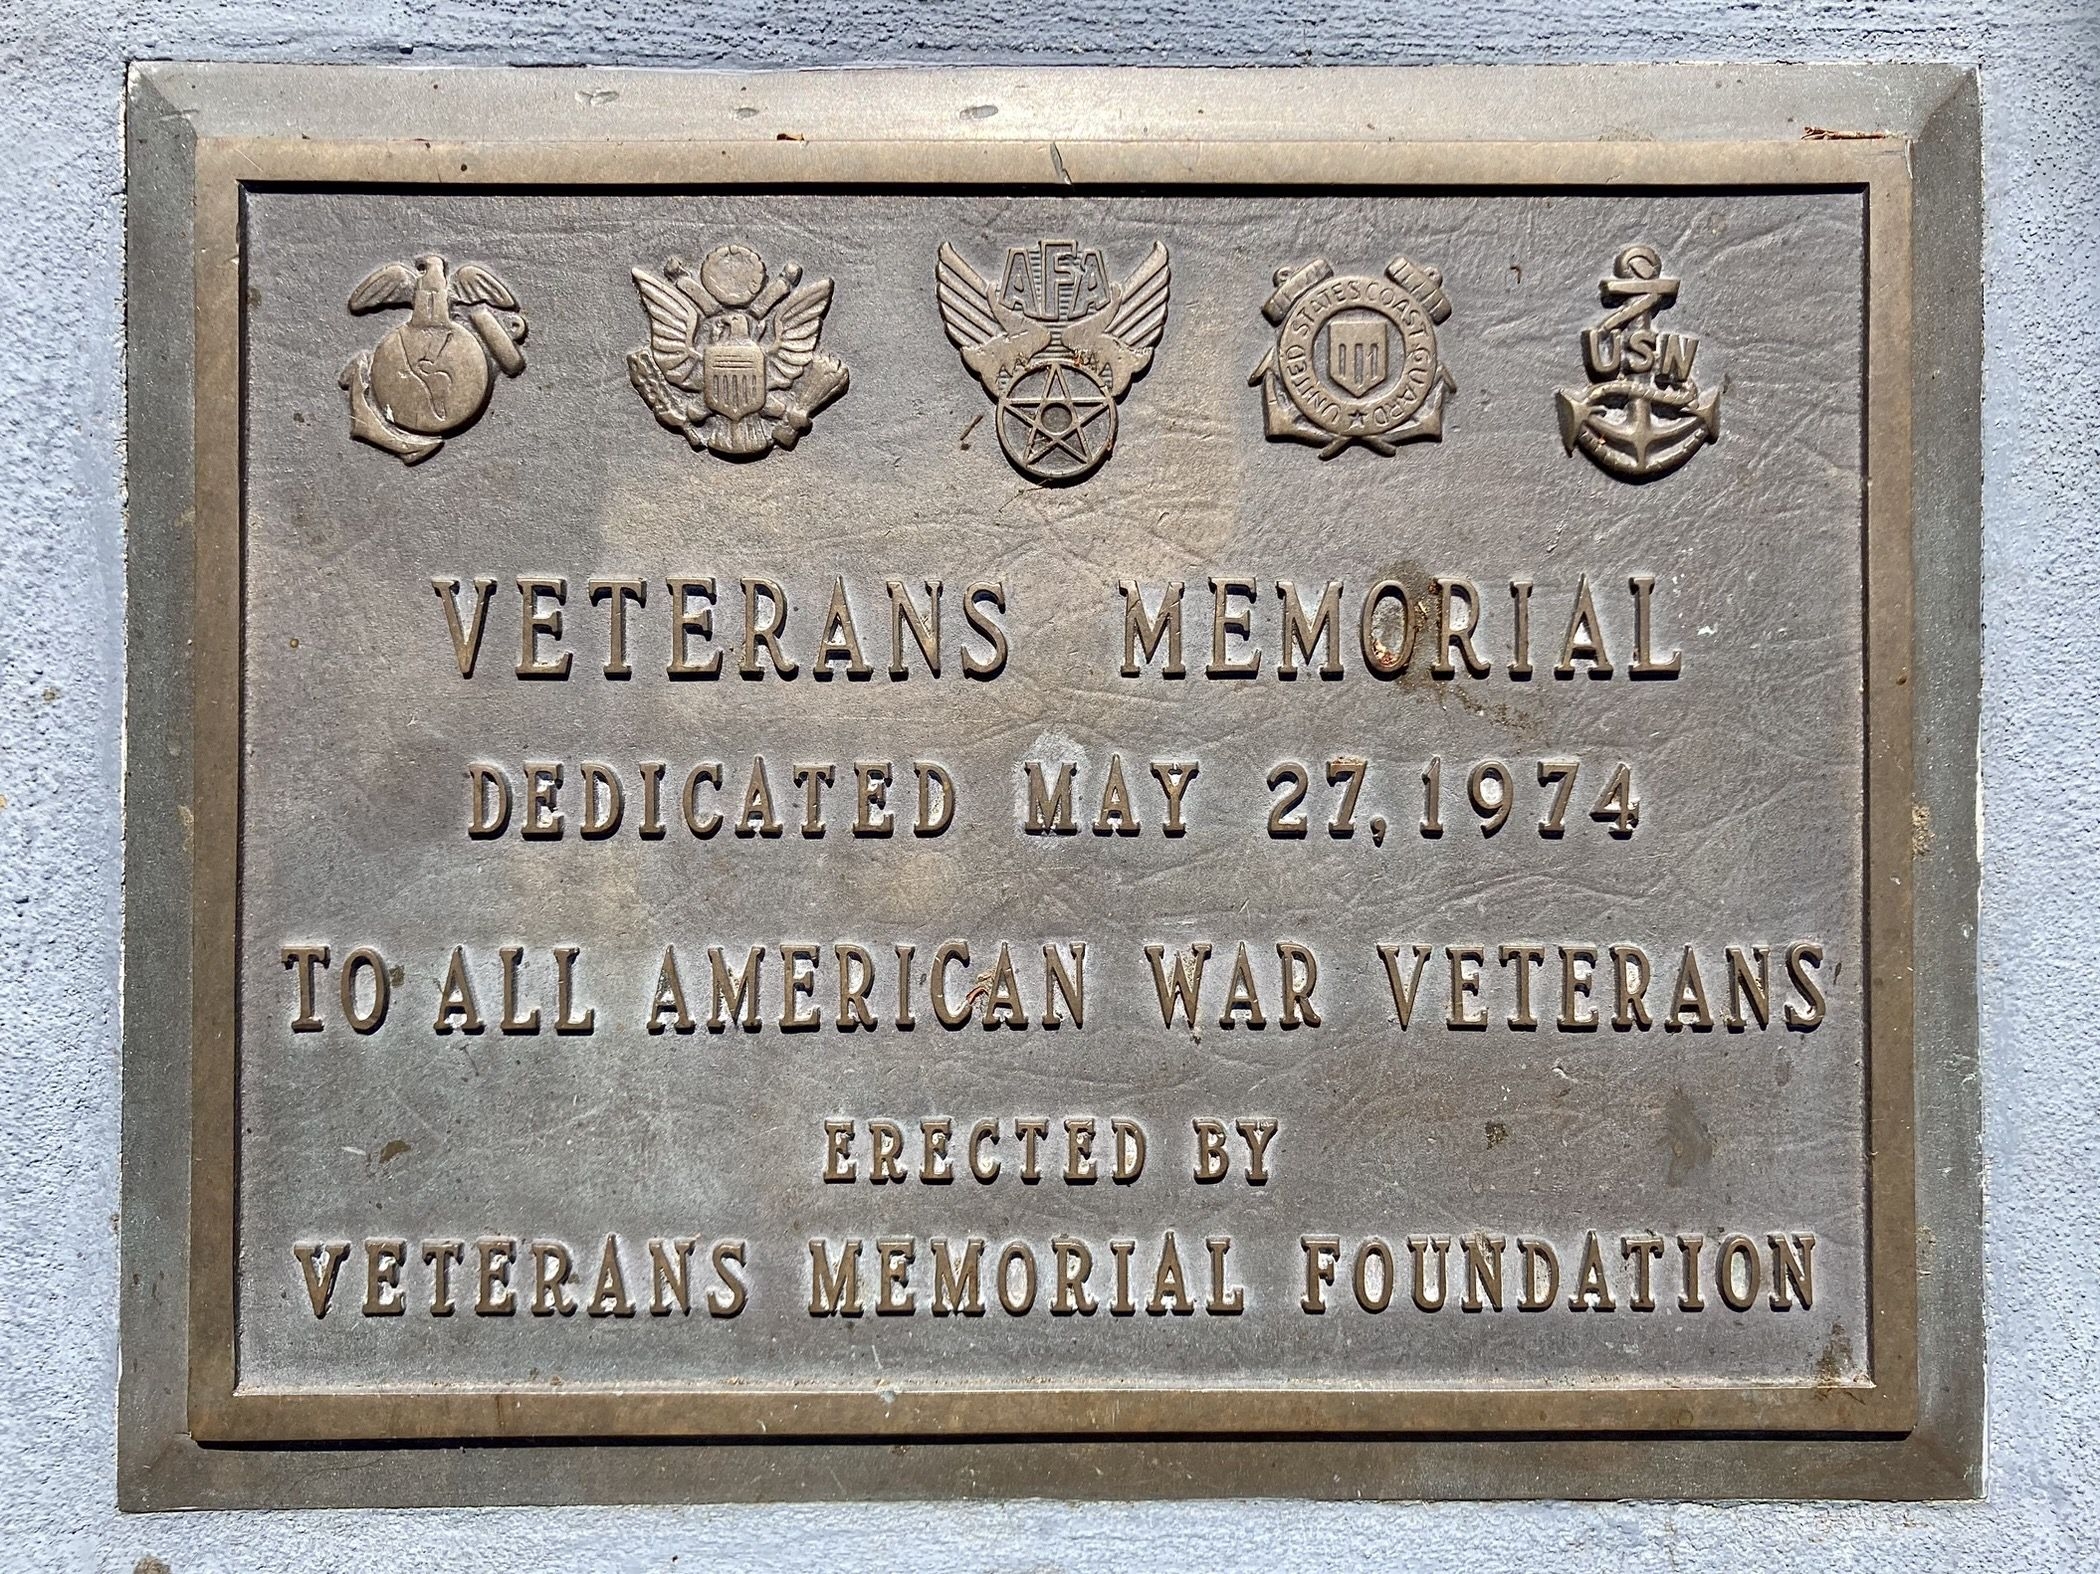 AFA
UNITED STATES COAST GUARD
USN
VETERANS MEMORIAL
DEDICATED MAY 27, 1974
TO ALL AMERICAN WAR VETERANS
ERECTED BY
VETERANS MEMORIAL FOUNDATION